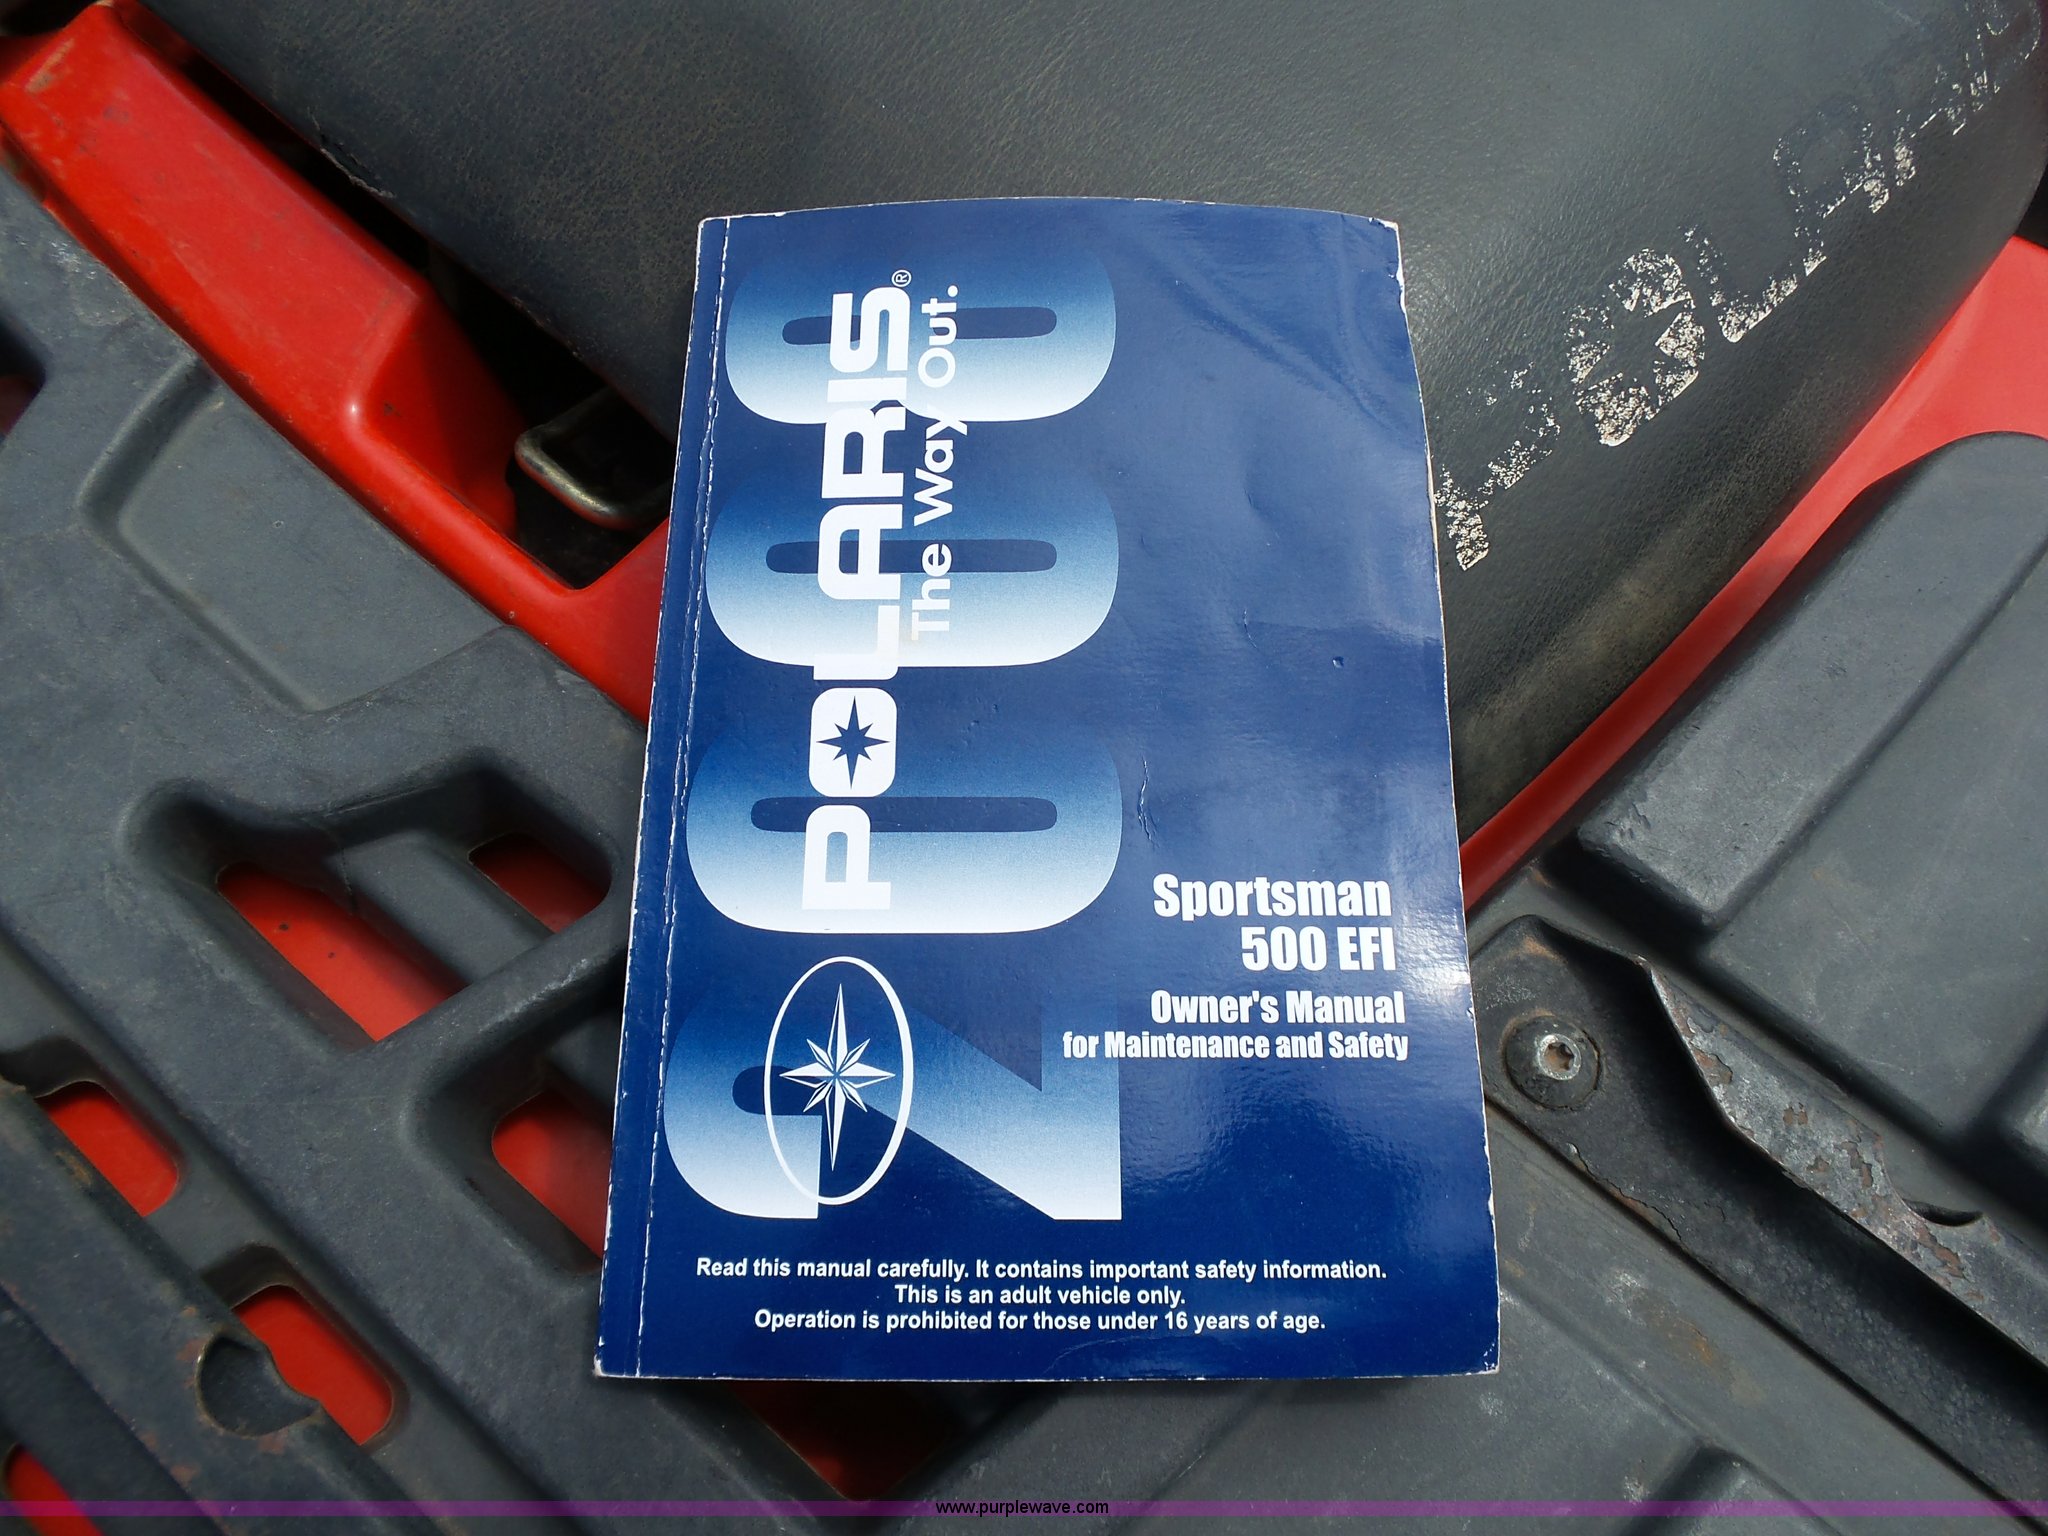 2000
POLARIS®
The Way Out.
Sportsman
500 EFI
Owner's Manual
for Maintenance and Safety
Read this manual carefully. It contains important safety information.
This is an adult vehicle only.
Operation is prohibited for those under 16 years of age.
POLARIS
www.purplewave.com